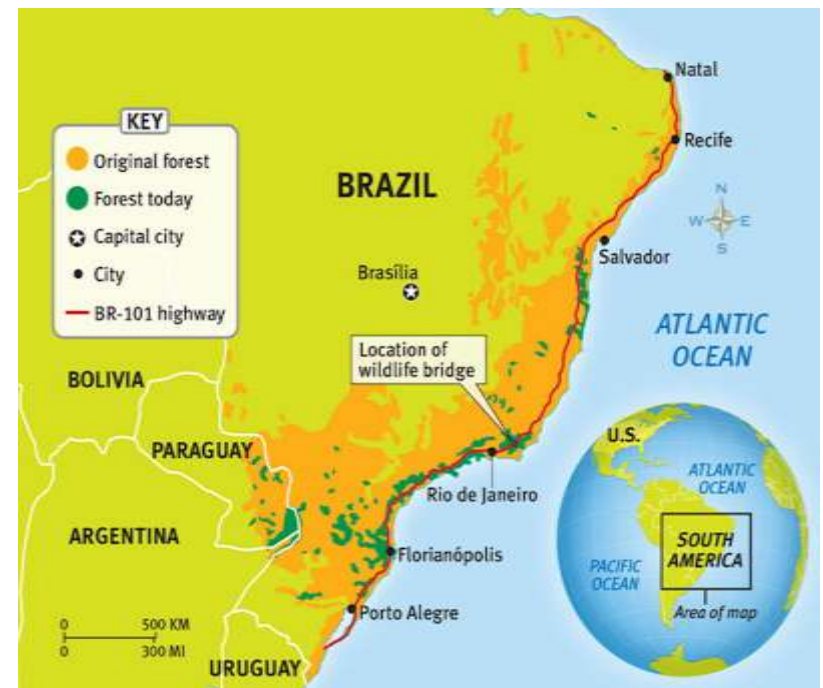 Natal
Recife
KEY
Original forest
Forest today
Capital city
City
BR-101 highway
BRAZIL
N
W
E
S
Salvador
Brasília
ATLANTIC
OCEAN
Location of
wildlife bridge
BOLIVIA
PARAGUAY
U.S.
ATLANTIC
OCEAN
Rio de Janeiro
ARGENTINA
Florianópolis
SOUTH
AMERICA
PACIFIC
OCEAN
Area of map
Porto Alegre
0 500 KM
0 300 MI
URUGUAY